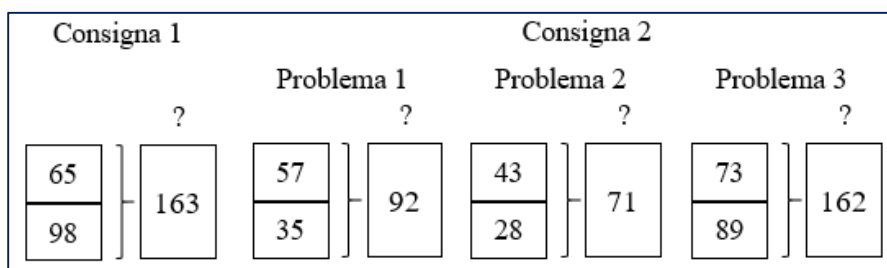 Consigna 1 Consigna 2
Problema 1 Problema 2 Problema 3
? ? ? ?
65 57 43 73
163 92 71 162
98 35 28 89